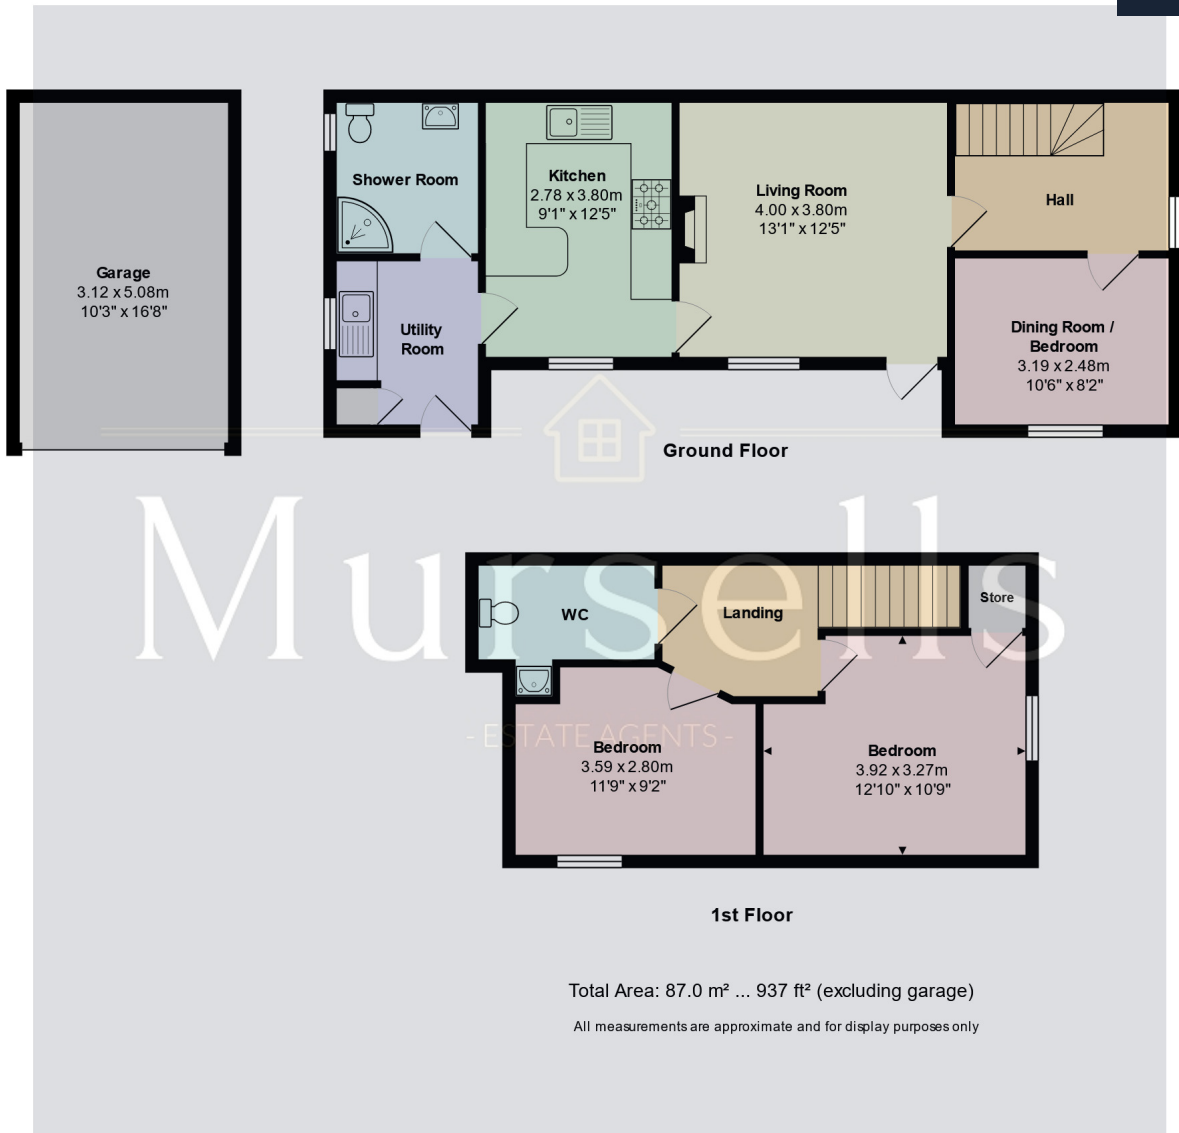 Shower Room
Kitchen
2.78 x 3.80m
9'1" x 12'5"
Living Room
4.00 x 3.80m
13'1" x 12'5"
Hall
Garage
3.12 x 5.08m
10'3" x 16'8"
Utility
Room
Dining Room /
Bedroom
3.19 x 2.48m
10'6" x 8'2"
Ground Floor
Mursells
- ESTATE AGENTS -
WC
Landing
Store
Bedroom
3.59 x 2.80m
11'9" x 9'2"
Bedroom
3.92 x 3.27m
12'10" x 10'9"
1st Floor
Total Area: 87.0 m² ... 937 ft² (excluding garage)
All measurements are approximate and for display purposes only